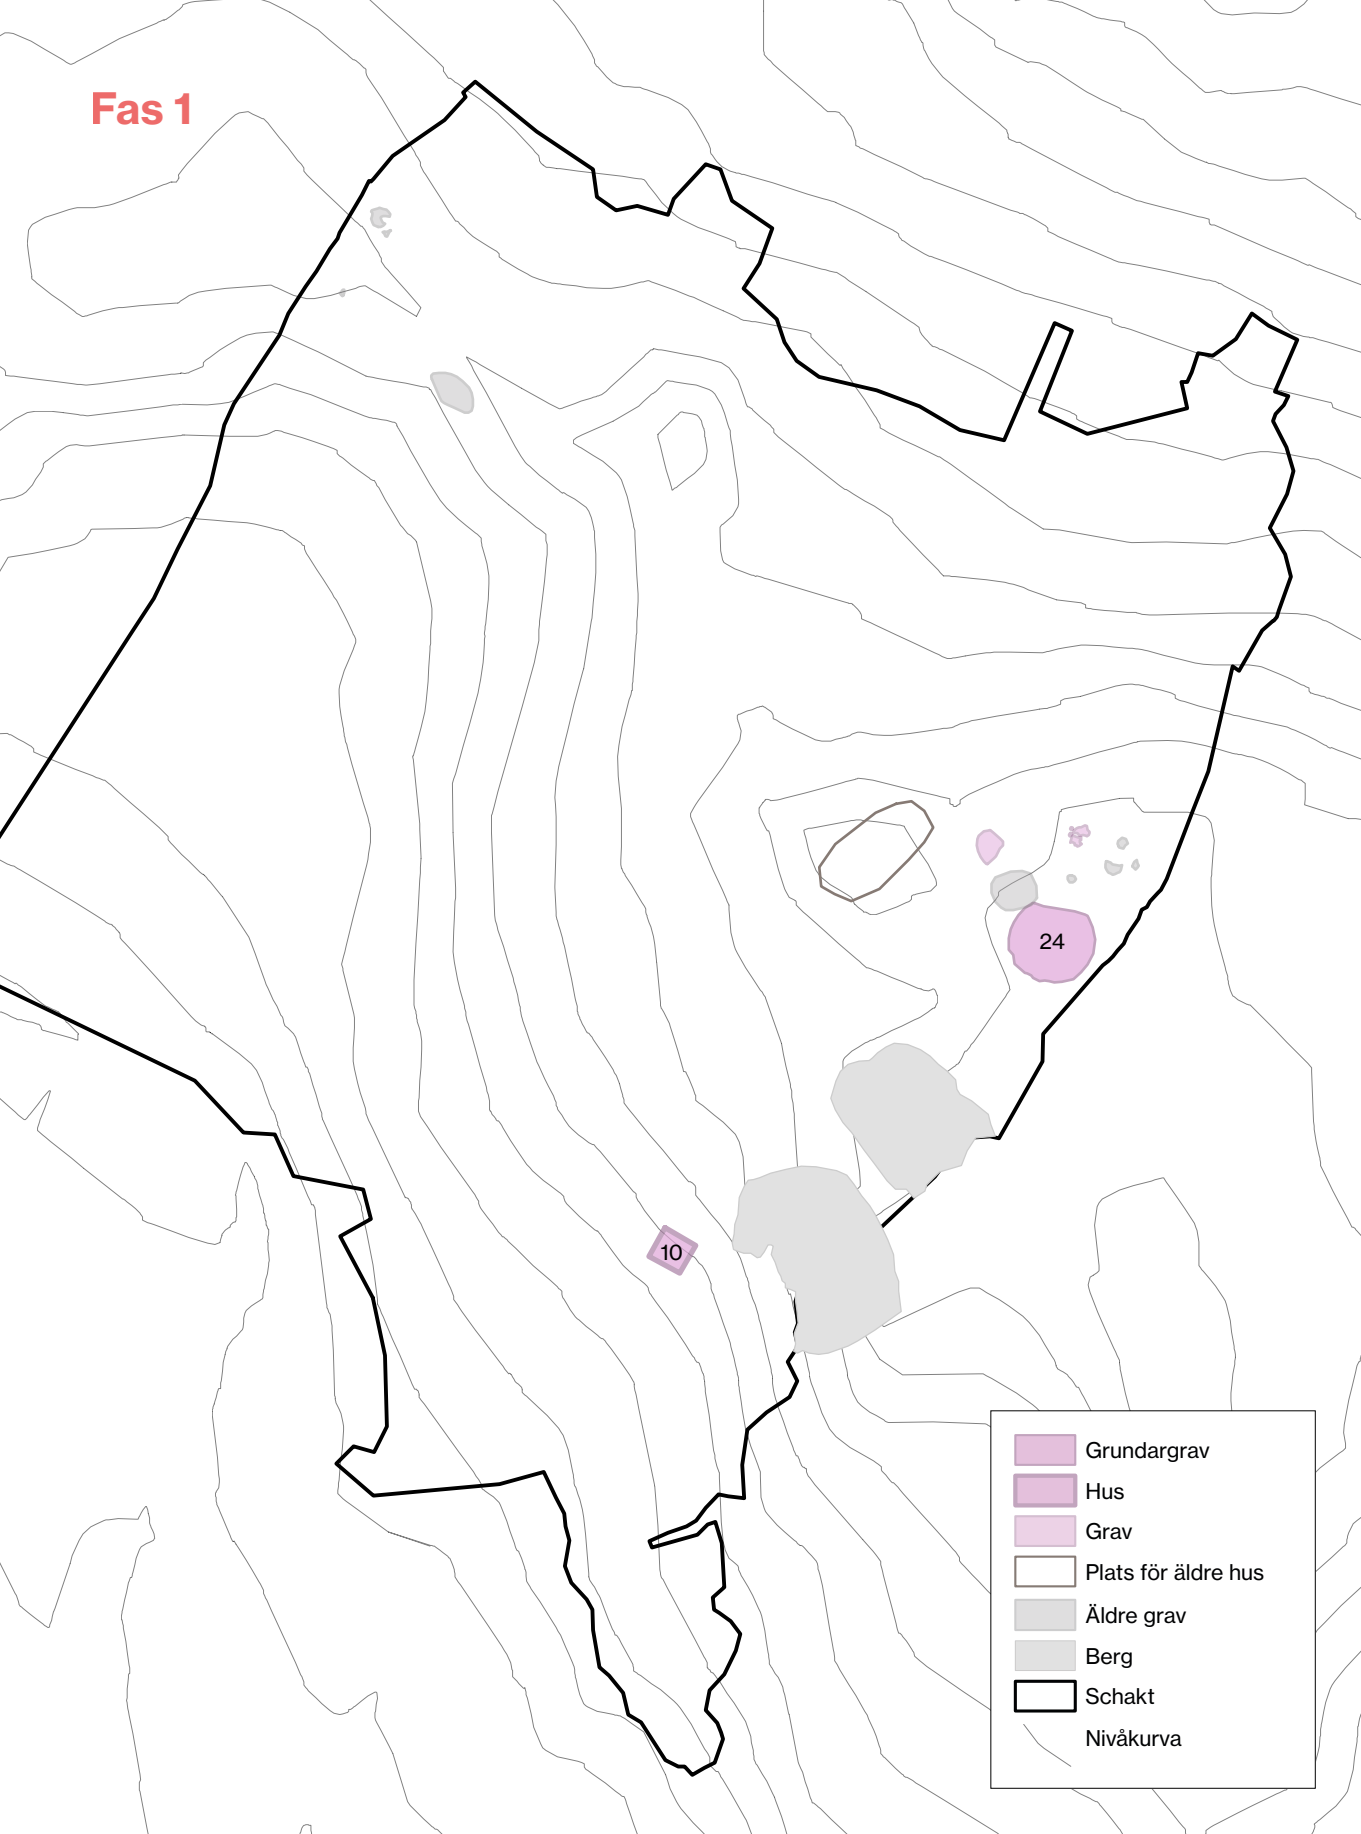 Fas 1
24
10
Grundargrav
Hus
Grav
Plats för äldre hus
Äldre grav
Berg
Schakt
Nivåkurva